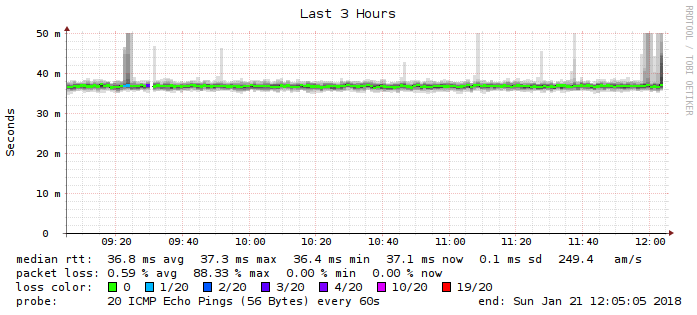 Last 3 Hours
RRDTOOL / TOBI OETIKER
Seconds
50 m
40 m
30 m
20 m
10 m
0
09:20 09:40 10:00 10:20 10:40 11:00 11:20 11:40 12:00
median rtt: 36.8 ms avg 37.3 ms max 36.4 ms min 37.1 ms now 0.1 ms sd 249.4 am/s
packet loss: 0.59 % avg 88.33 % max 0.00 % min 0.00 % now
loss color: 0 1/20 2/20 3/20 4/20 10/20 19/20
probe: 20 ICMP Echo Pings (56 Bytes) every 60s end: Sun Jan 21 12:05:05 2018